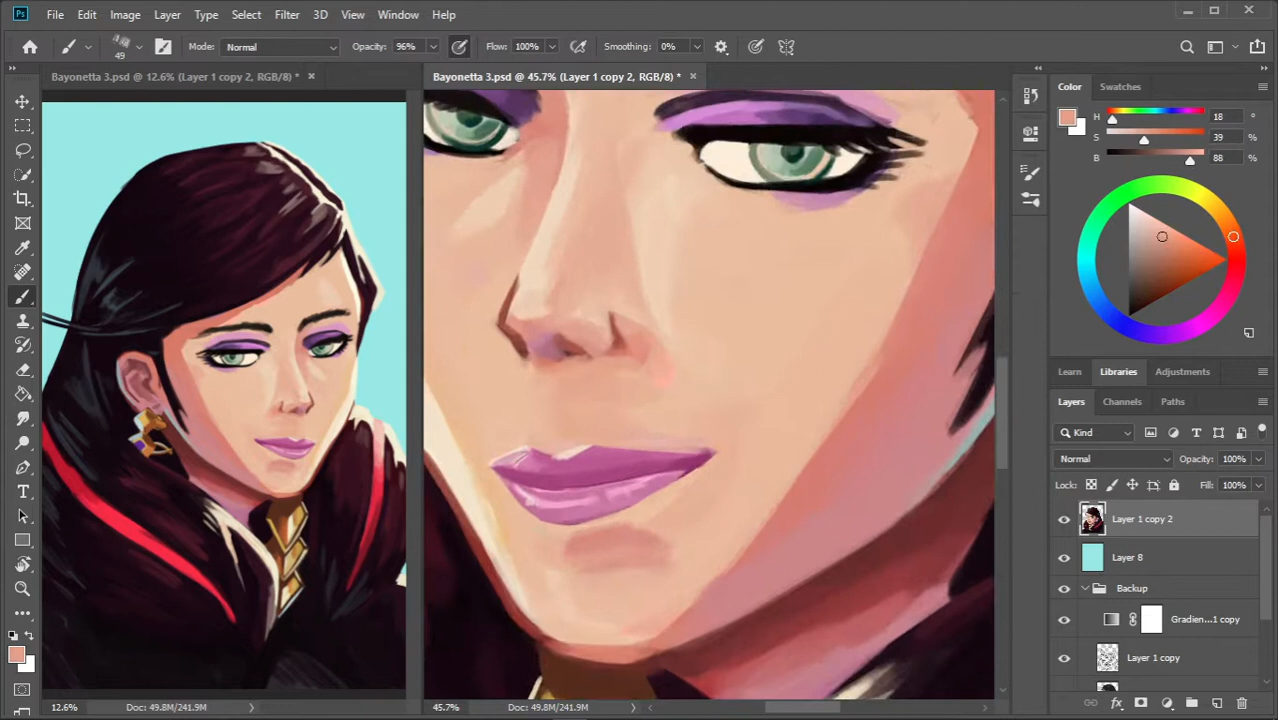 Ps File Edit Image Layer Type Select Filter 3D View Window Help
49 Mode: Normal Opacity: 96% Flow: 100% Smoothing: 0%
Bayonetta 3.psd @ 12.6% (Layer 1 copy 2, RGB/8) * Bayonetta 3.psd @ 45.7% (Layer 1 copy 2, RGB/8) *
Color Swatches
H 18 °
S 39 %
B 88 %
Learn Libraries Adjustments
Layers Channels Paths
Kind
Normal Opacity: 100%
Lock: Fill: 100%
Layer 1 copy 2
Layer 8
Backup
Gradien...1 copy
Layer 1 copy
12.6% Doc: 49.8M/241.9M 45.7% Doc: 49.8M/241.9M
fx